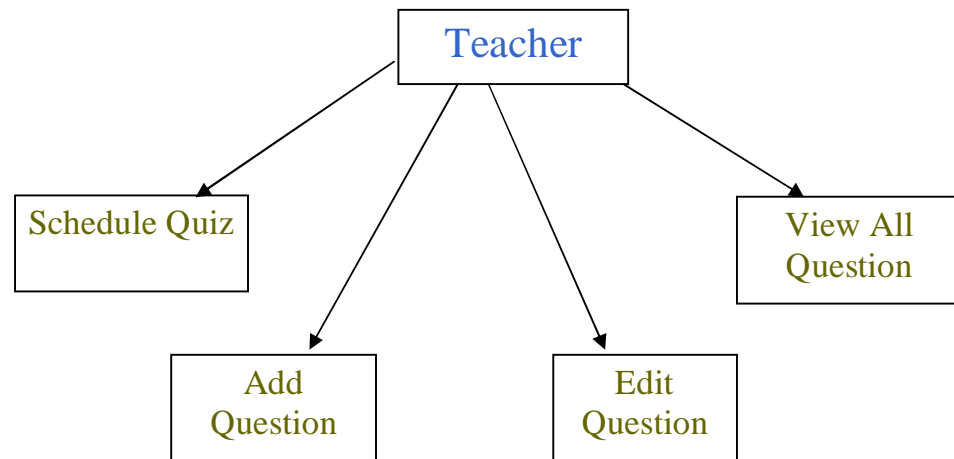 Teacher
Schedule Quiz
View All
Question
Add
Question
Edit
Question